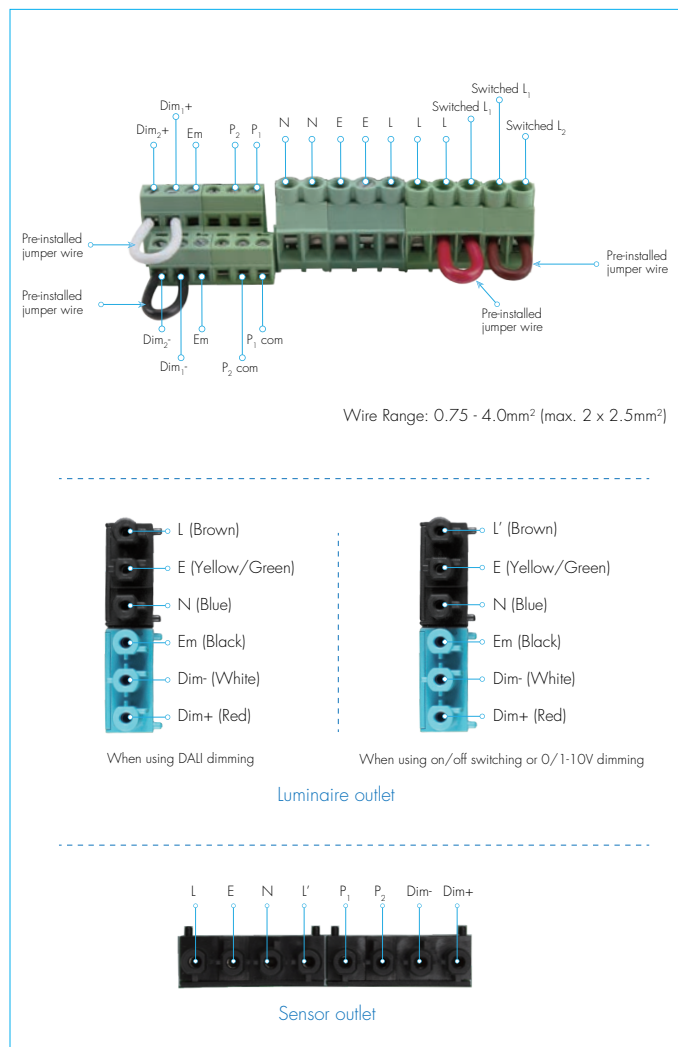 Switched L₁
Dim₁+
Switched L₁
Dim₂+ Em P₂ P₁ N N E E L L L Switched L₂
Pre-installed
jumper wire
Pre-installed
jumper wire
Pre-installed
jumper wire
Pre-installed
jumper wire
Dim₂- Em P₁ com
Dim₁- P₂ com
Wire Range: 0.75 - 4.0mm² (max. 2 x 2.5mm²)
L (Brown)
E (Yellow/Green)
N (Blue)
Em (Black)
Dim- (White)
Dim+ (Red)
When using DALI dimming
L’ (Brown)
E (Yellow/Green)
N (Blue)
Em (Black)
Dim- (White)
Dim+ (Red)
When using on/off switching or 0/1-10V dimming
Luminaire outlet
L E N L’ P₁ P₂ Dim- Dim+
Sensor outlet